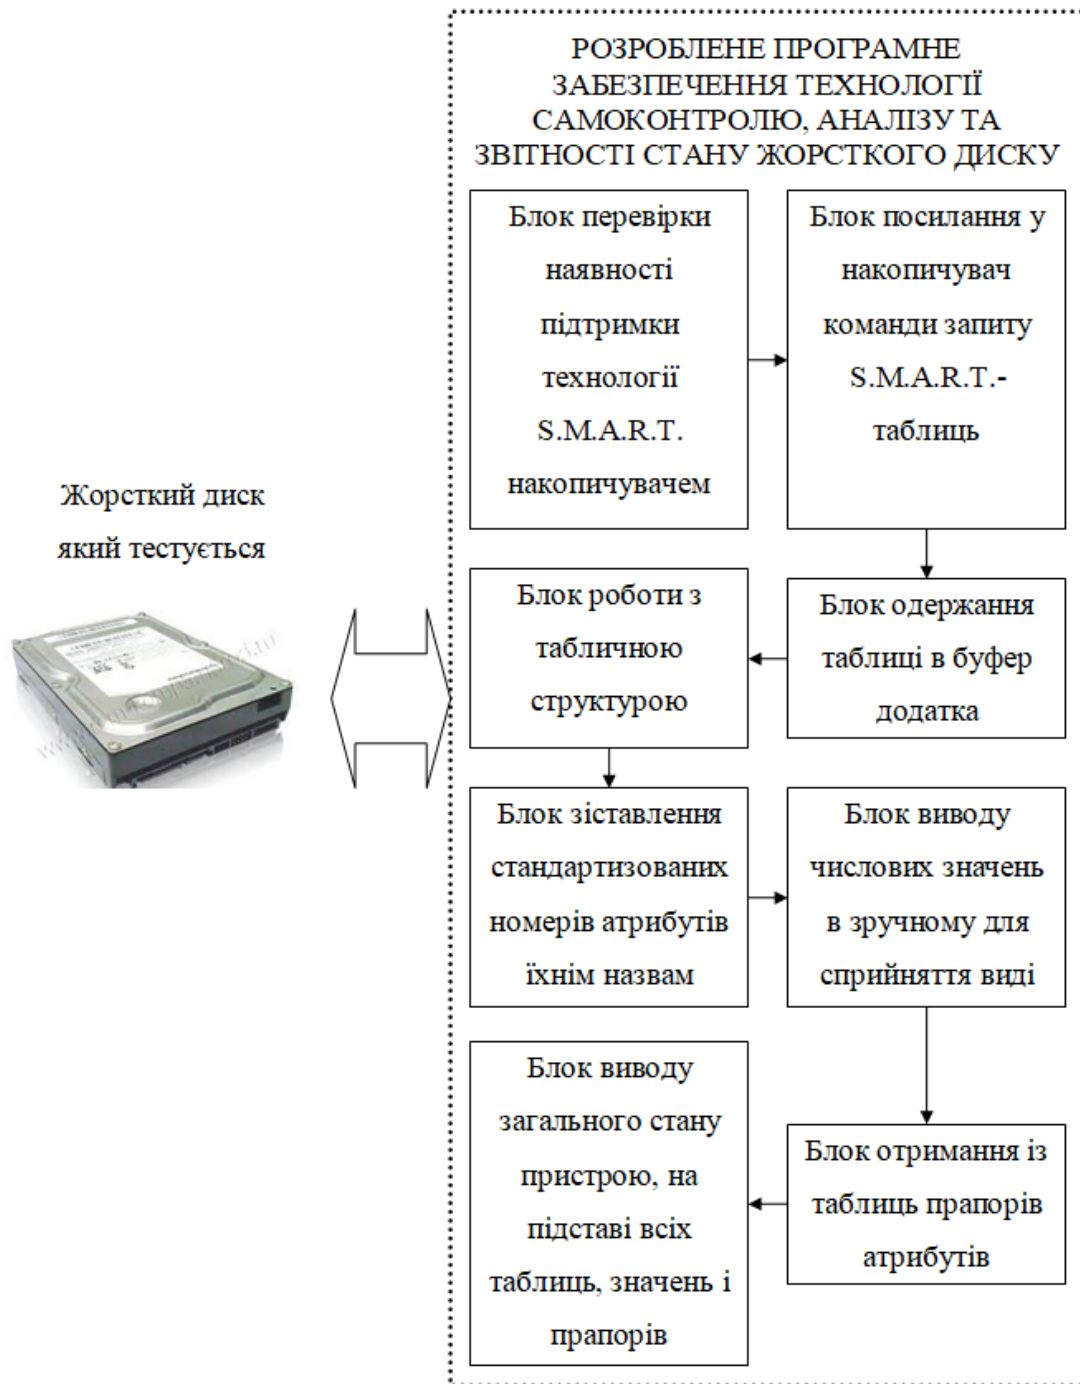 РОЗРОБЛЕНЕ ПРОГРАМНЕ
ЗАБЕЗПЕЧЕННЯ ТЕХНОЛОГІЇ
САМОКОНТРОЛЮ, АНАЛІЗУ ТА
ЗВІТНОСТІ СТАНУ ЖОРСТКОГО ДИСКУ
Блок перевірки
наявності
підтримки
технології
S.M.A.R.T.
накопичувачем
Блок посилання у
накопичувач
команди запиту
S.M.A.R.T.-
таблиць
Жорсткий диск
який тестується
Блок роботи з
табличною
структурою
Блок одержання
таблиці в буфер
додатка
Блок зіставлення
стандартизованих
номерів атрибутів
їхнім назвам
Блок виводу
числових значень
в зручному для
сприйняття виді
Блок виводу
загального стану
пристрою, на
підставі всіх
таблиць, значень і
прапорів
Блок отримання із
таблиць прапорів
атрибутів